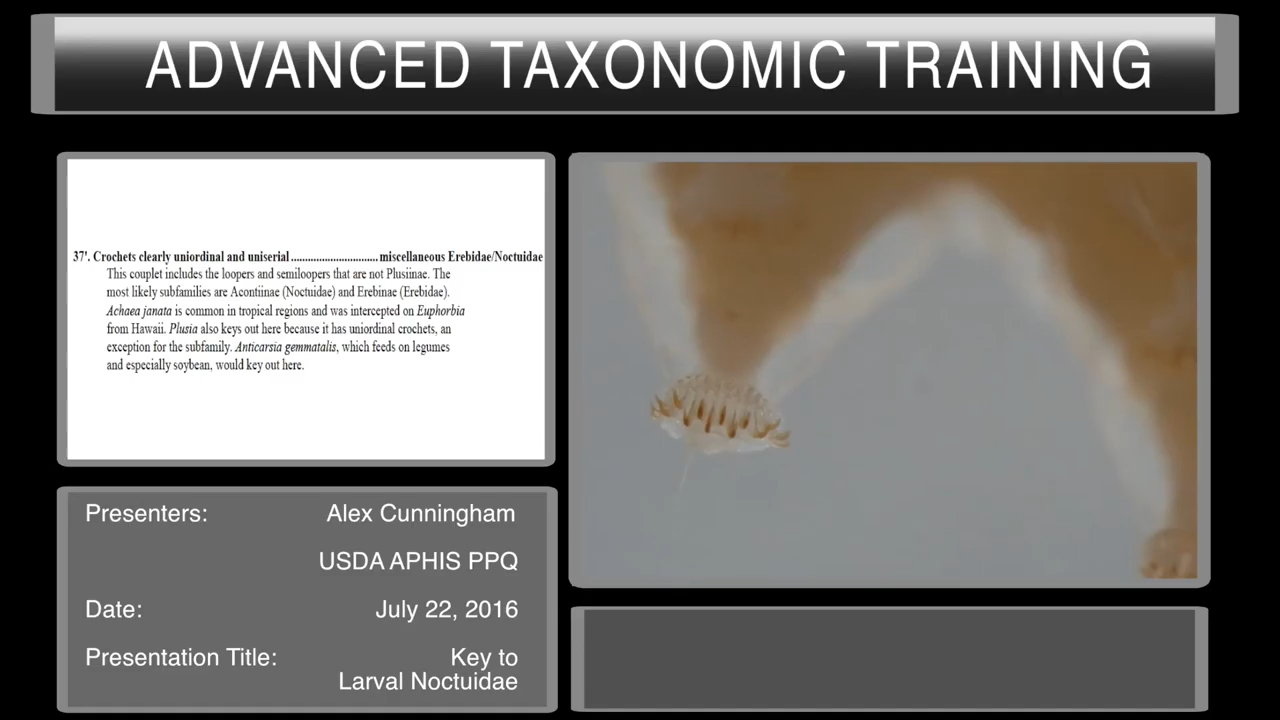 ADVANCED TAXONOMIC TRAINING
37'. Crochets clearly uniordinal and uniserial ................................ miscellaneous Erebidae/Noctuidae
This couplet includes the loopers and semiloopers that are not Plusiinae. The
most likely subfamilies are Acontiinae (Noctuidae) and Erebinae (Erebidae).
Achaea janata is common in tropical regions and was intercepted on Euphorbia
from Hawaii. Plusia also keys out here because it has uniordinal crochets, an
exception for the subfamily. Anticarsia gemmatalis, which feeds on legumes
and especially soybean, would key out here.
Presenters: Alex Cunningham
USDA APHIS PPQ
Date: July 22, 2016
Presentation Title: Key to
Larval Noctuidae